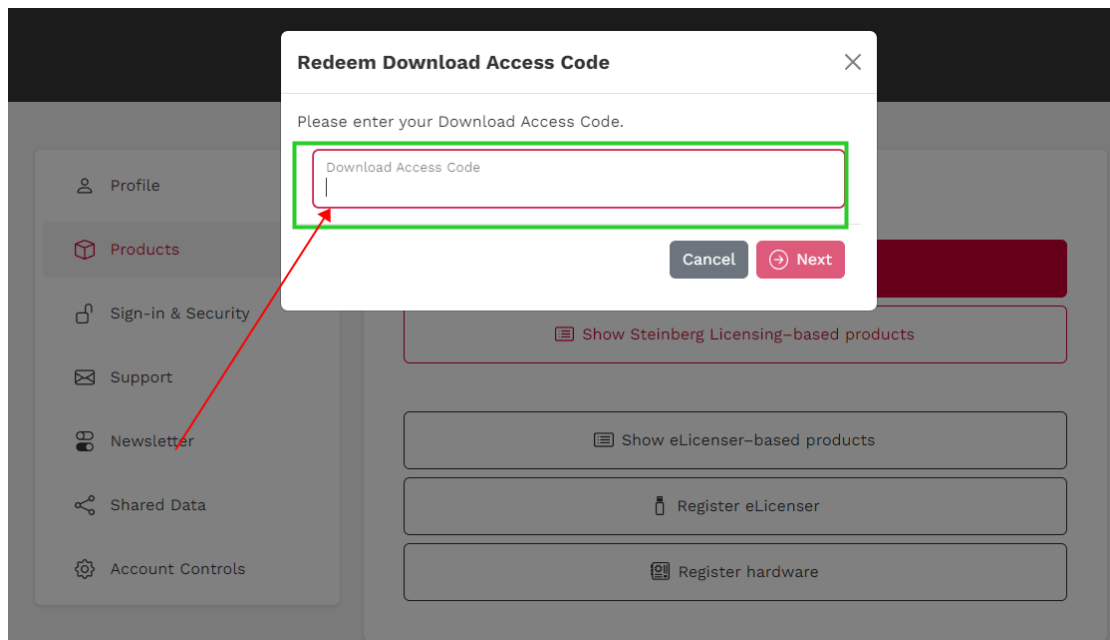 Redeem Download Access Code
Please enter your Download Access Code.
Download Access Code
Cancel
Next
Profile
Products
Sign-in & Security
Support
Newsletter
Shared Data
Account Controls
Show Steinberg Licensing-based products
Show eLicenser-based products
Register eLicenser
Register hardware